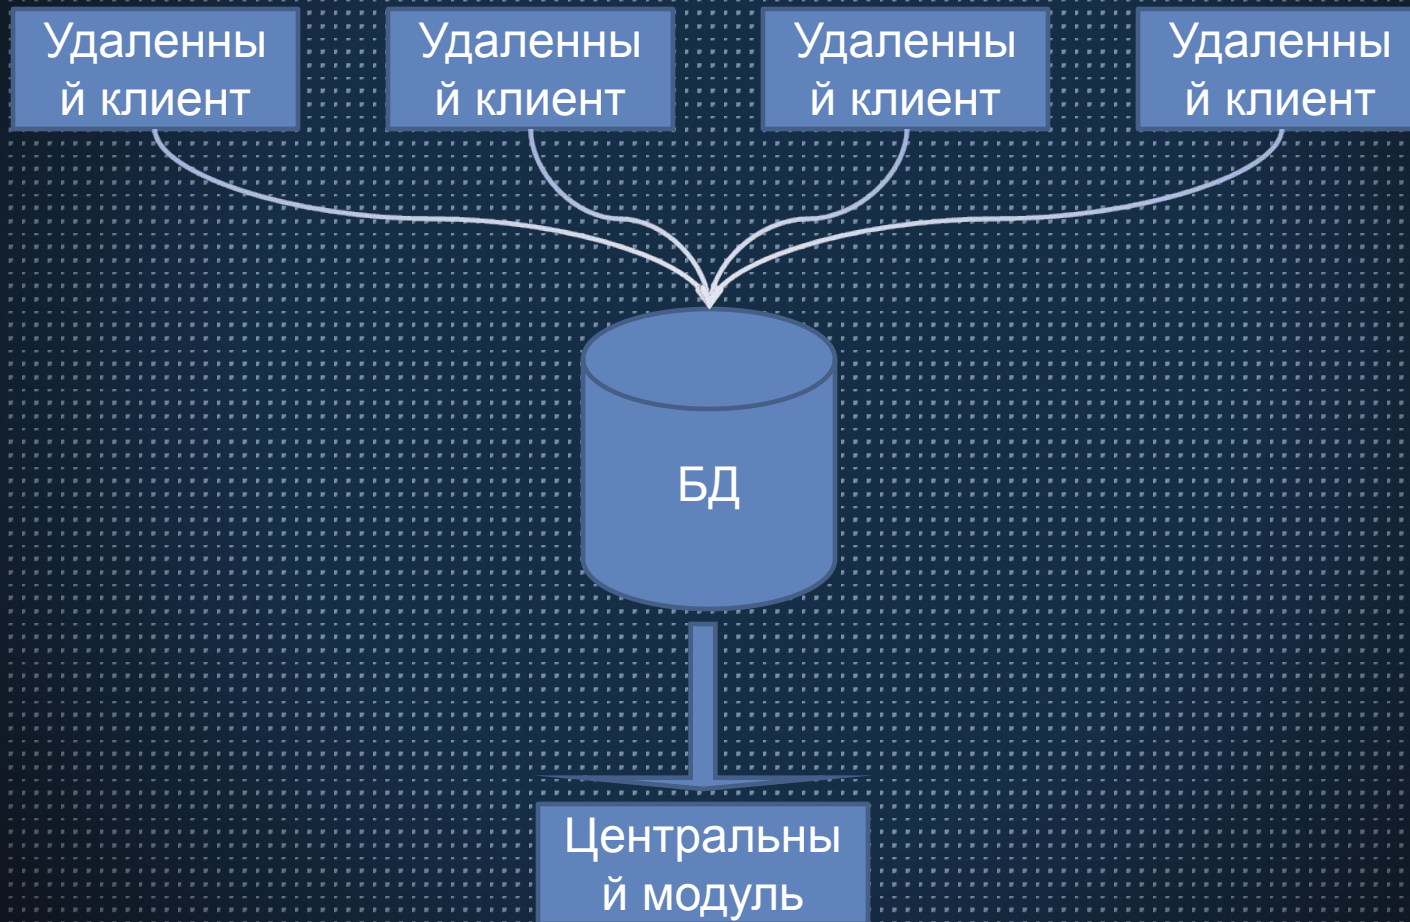 Удаленны
й клиент
Удаленны
й клиент
Удаленны
й клиент
Удаленны
й клиент
БД
Центральны
й модуль